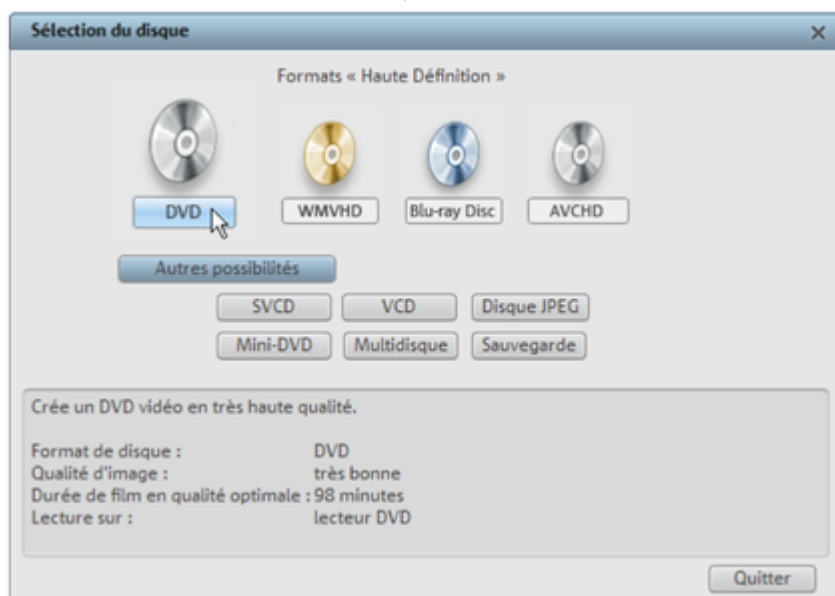 Sélection du disque
Formats « Haute Définition »
DVD WMVHD Blu-ray Disc AVCHD
Autres possibilités
SVCD VCD Disque JPEG
Mini-DVD Multidisque Sauvegarde
Crée un DVD vidéo en très haute qualité.
Format de disque : DVD
Qualité d'image : très bonne
Durée de film en qualité optimale : 98 minutes
Lecture sur : lecteur DVD
Quitter